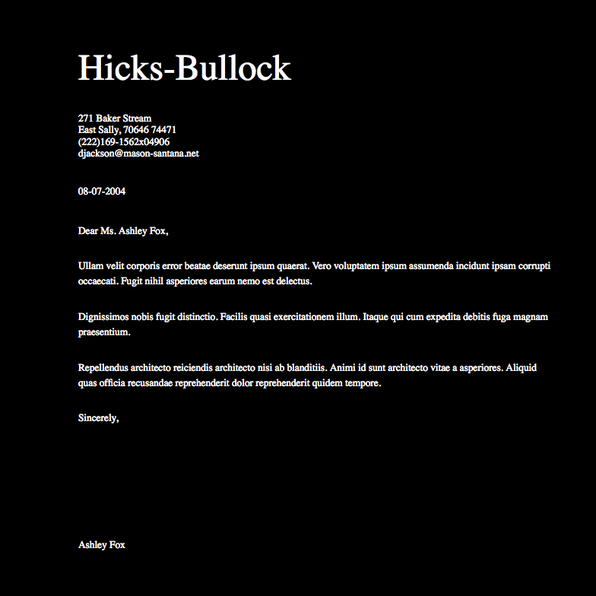 Hicks-Bullock
271 Baker Stream
East Sally, 70646 74471
(222)169-1562x04906
djackson@mason-santana.net
08-07-2004
Dear Ms. Ashley Fox,
Ullam velit corporis error beatae deserunt ipsum quaerat. Vero voluptatem ipsum assumenda incidunt ipsam corrupti
occaecati. Fugit nihil asperiores earum nemo est delectus.
Dignissimos nobis fugit distinctio. Facilis quasi exercitationem illum. Itaque qui cum expedita debitis fuga magnam
praesentium.
Repellendus architecto reiciendis architecto nisi ab blanditiis. Animi id sunt architecto vitae a asperiores. Aliquid
quas officia recusandae reprehenderit dolor reprehenderit quidem tempore.
Sincerely,
Ashley Fox